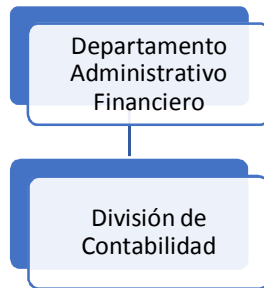 Departamento
Administrativo
Financiero
División de
Contabilidad